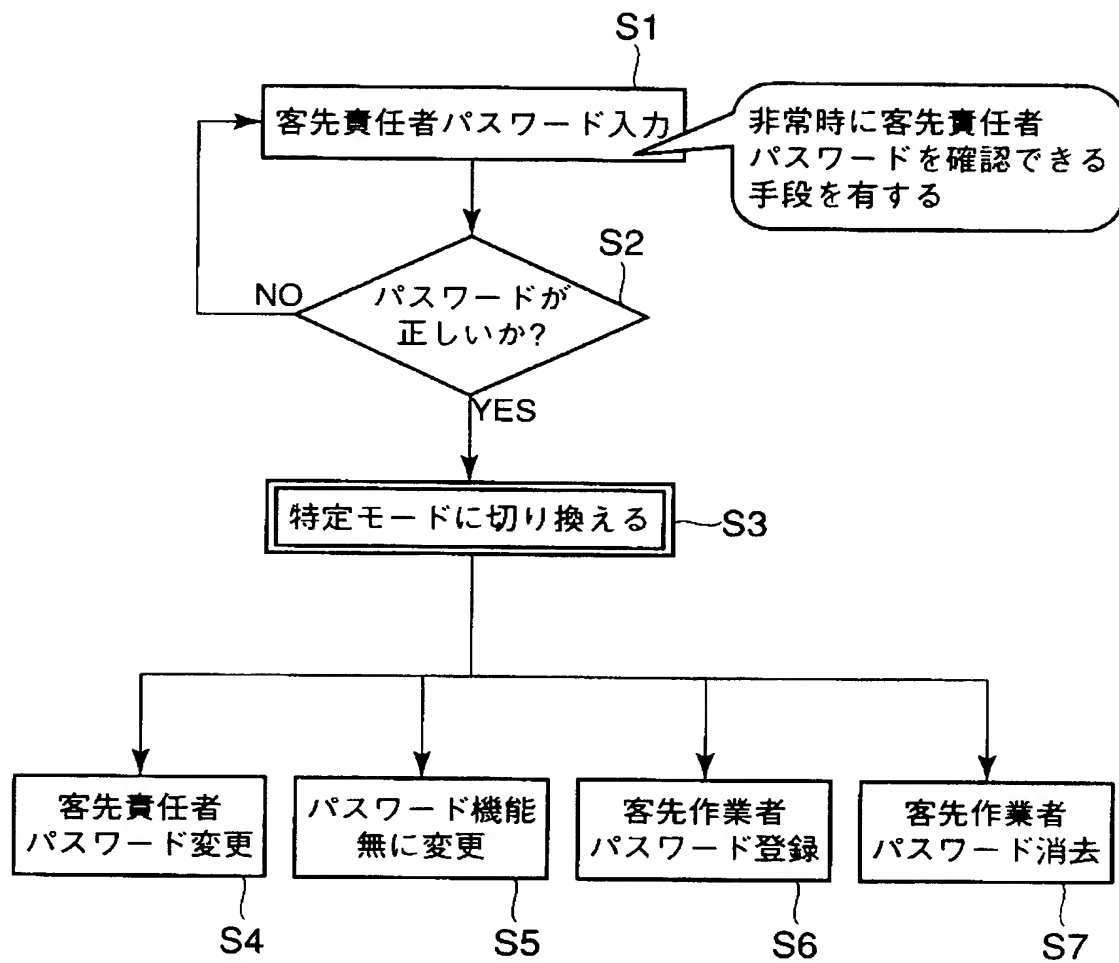 S1
客先責任者パスワード入力
非常時に客先責任者
パスワードを確認できる
手段を有する
S2
NO
パスワードが
正しいか?
YES
特定モードに切り換える
S3
客先責任者
パスワード変更
パスワード機能
無に変更
客先作業者
パスワード登録
客先作業者
パスワード消去
S4
S5
S6
S7